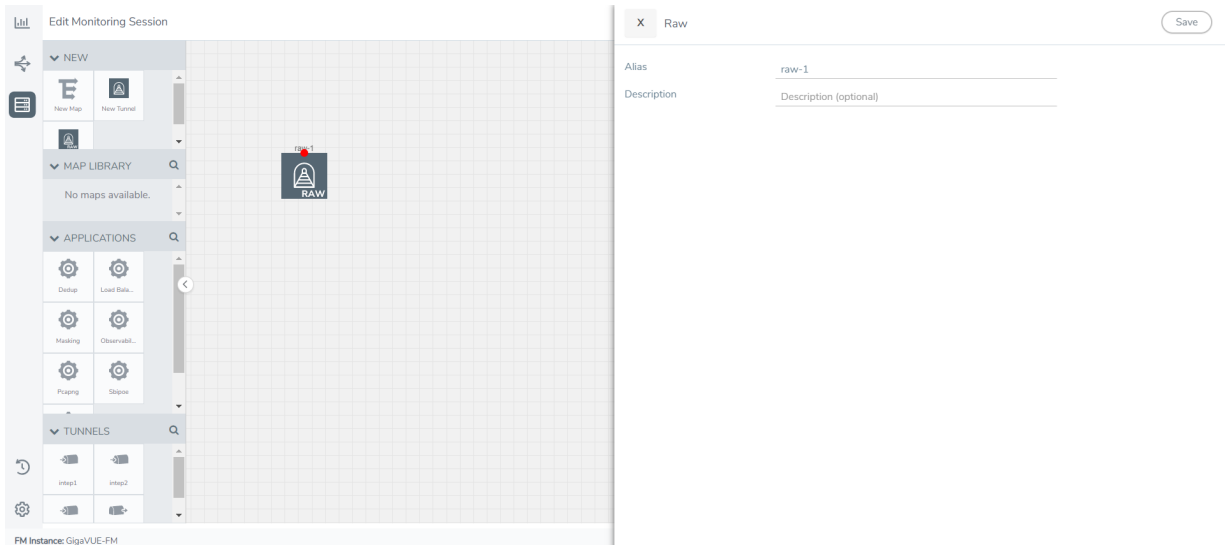 Edit Monitoring Session
NEW
New Map
New Tunnel
RAW
MAP LIBRARY
No maps available.
APPLICATIONS
Dedup
Load Bala...
Masking
Observabil...
Pcapng
Sbipoe
TUNNELS
intep1
intep2
raw-1
RAW
X Raw
Save
Alias raw-1
Description Description (optional)
FM Instance: GigaVUE-FM